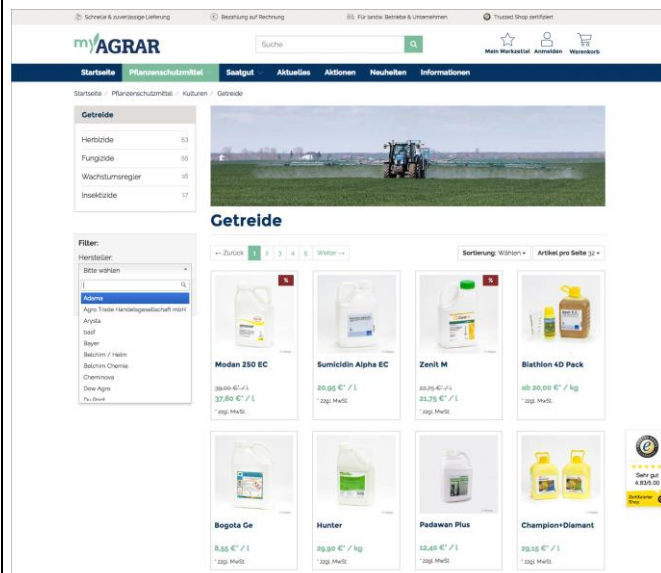 Schnelle & zuverlässige Lieferung
Bezahlung auf Rechnung
Für landw. Betriebe & Unternehmen
Trusted Shop zertifiziert
myAGRAR
Suche
Mein Merkzettel Anmelden Warenkorb
Startseite Pflanzenschutzmittel Saatgut Aktuelles Aktionen Neuheiten Informationen
Startseite / Pflanzenschutzmittel / Kulturen / Getreide
Getreide
Herbizide 53
Fungizide 55
Wachstumsregler 16
Insektizide 17
Getreide
Filter:
Hersteller:
Bitte wählen
Adama
Agro Trade Handelsgesellschaft mbH
Arysta
basf
Bayer
Belchim / Helm
Belchim Chemie
Cheminova
Dow Agro
Du Pont
← Zurück 1 2 3 4 5 Weiter →
Sortierung: Wählen
Artikel pro Seite 32
%
Modan 250 EC
39,00 €* / l
37,80 €* / l
* zzgl. MwSt.
Sumicidin Alpha EC
20,95 €* / l
* zzgl. MwSt.
%
Zenit M
22,75 €* / l
21,75 €* / l
* zzgl. MwSt.
Biathlon 4D Pack
ab 20,00 €* / kg
* zzgl. MwSt.
Bogota Ge
8,55 €* / l
* zzgl. MwSt.
Hunter
29,90 €* / kg
* zzgl. MwSt.
Padawan Plus
12,40 €* / l
* zzgl. MwSt.
Champion+Diamant
29,15 €* / l
* zzgl. MwSt.
Sehr gut
4.83/5.00
Zertifizierter
Shop